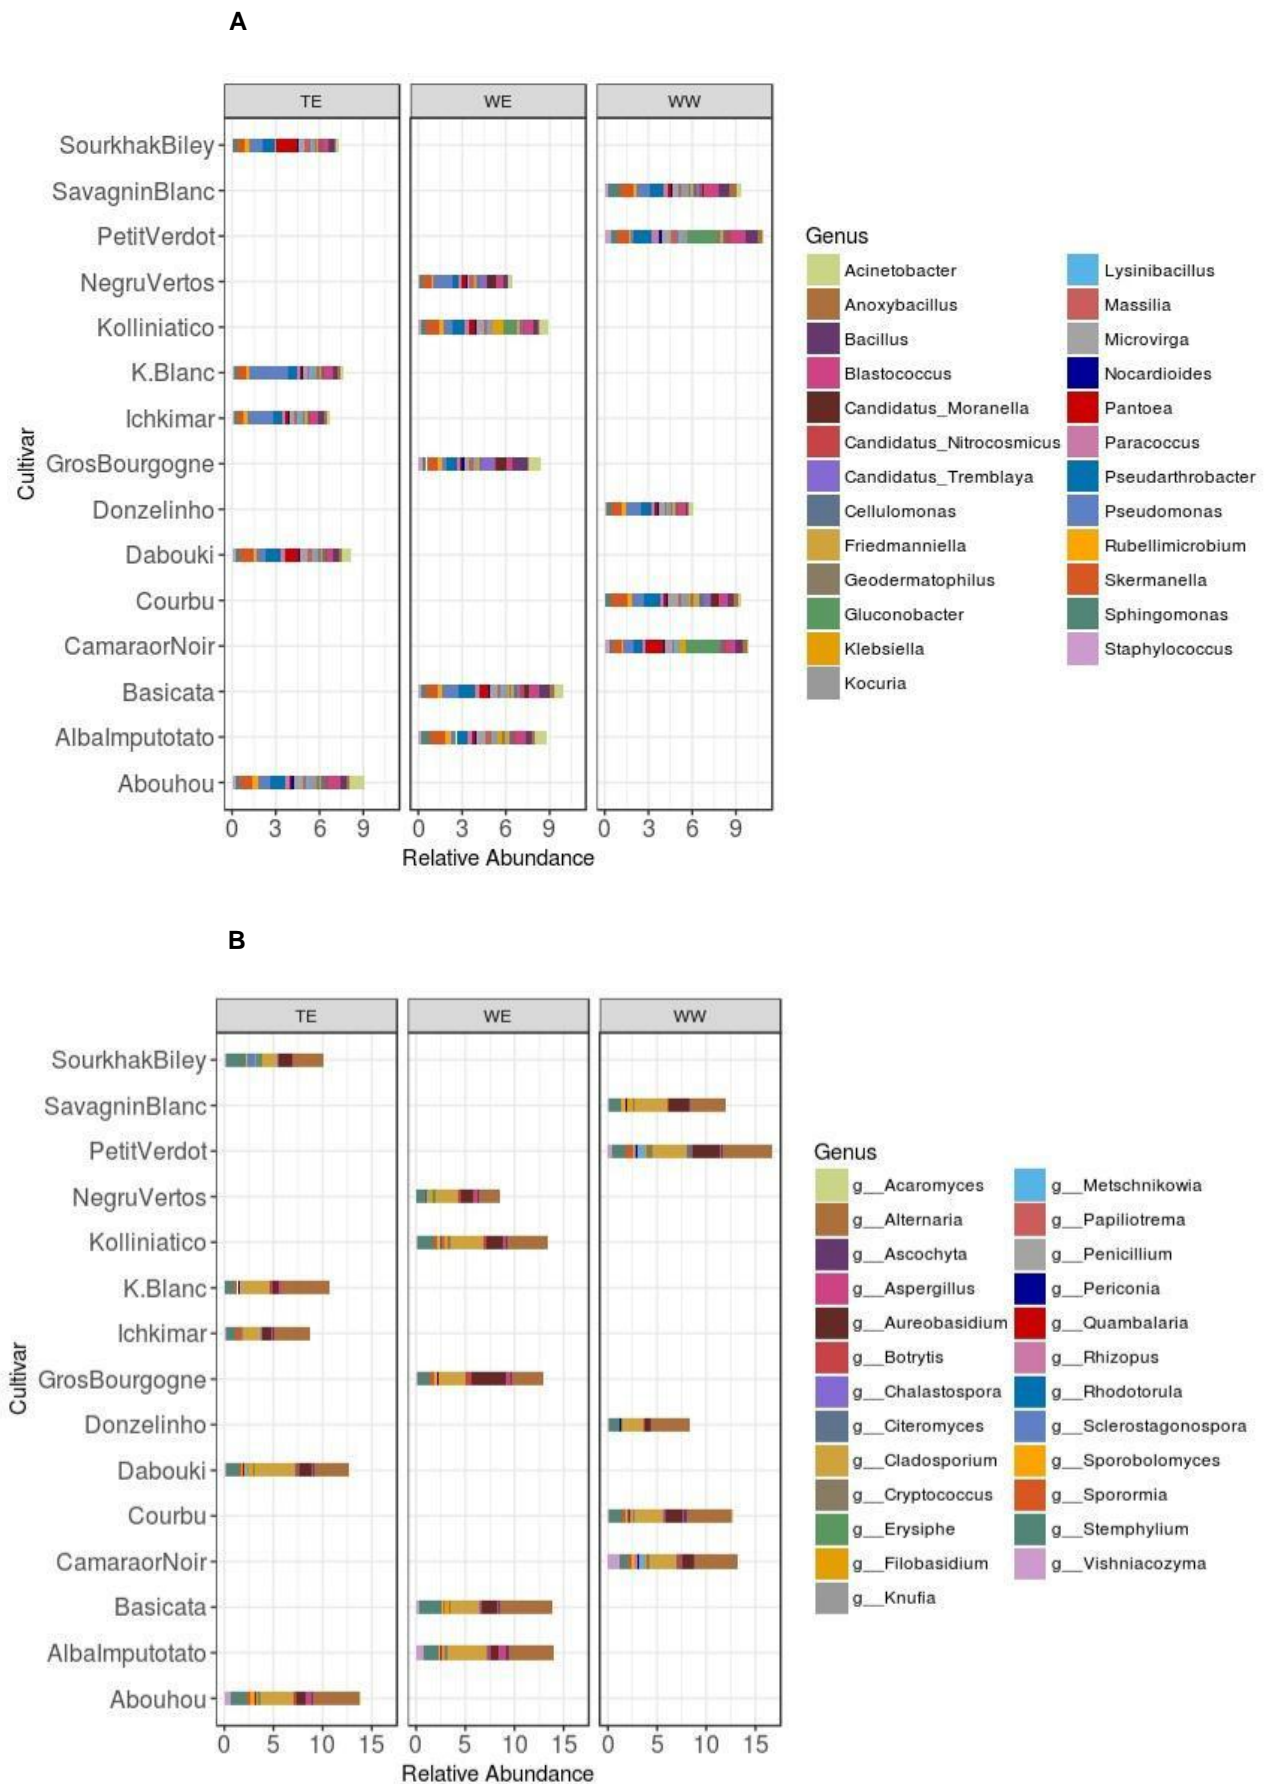 A
TE WE WW
SourkhakBiley
SavagninBlanc
PetitVerdot
NegruVertos
Kolliniatico
K.Blanc
Ichkimar
GrosBourgogne
Donzelinho
Dabouki
Courbu
CamaraorNoir
Basicata
AlbaImputotato
Abouhou
Cultivar
0 3 6 9 0 3 6 9 0 3 6 9
Relative Abundance
Genus
Acinetobacter
Anoxybacillus
Bacillus
Blastococcus
Candidatus_Moranella
Candidatus_Nitrocosmicus
Candidatus_Tremblaya
Cellulomonas
Friedmanniella
Geodermatophilus
Gluconobacter
Klebsiella
Kocuria
Lysinibacillus
Massilia
Microvirga
Nocardioides
Pantoea
Paracoccus
Pseudarthrobacter
Pseudomonas
Rubellimicrobium
Skermanella
Sphingomonas
Staphylococcus
B
TE WE WW
SourkhakBiley
SavagninBlanc
PetitVerdot
NegruVertos
Kolliniatico
K.Blanc
Ichkimar
GrosBourgogne
Donzelinho
Dabouki
Courbu
CamaraorNoir
Basicata
AlbaImputotato
Abouhou
Cultivar
0 5 10 15 0 5 10 15 0 5 10 15
Relative Abundance
Genus
g__Acaromyces
g__Alternaria
g__Ascochyta
g__Aspergillus
g__Aureobasidium
g__Botrytis
g__Chalastospora
g__Citeromyces
g__Cladosporium
g__Cryptococcus
g__Erysiphe
g__Filobasidium
g__Knufia
g__Metschnikowia
g__Papiliotrema
g__Penicillium
g__Periconia
g__Quambalaria
g__Rhizopus
g__Rhodotorula
g__Sclerostagonospora
g__Sporobolomyces
g__Sporormia
g__Stemphylium
g__Vishniacozyma